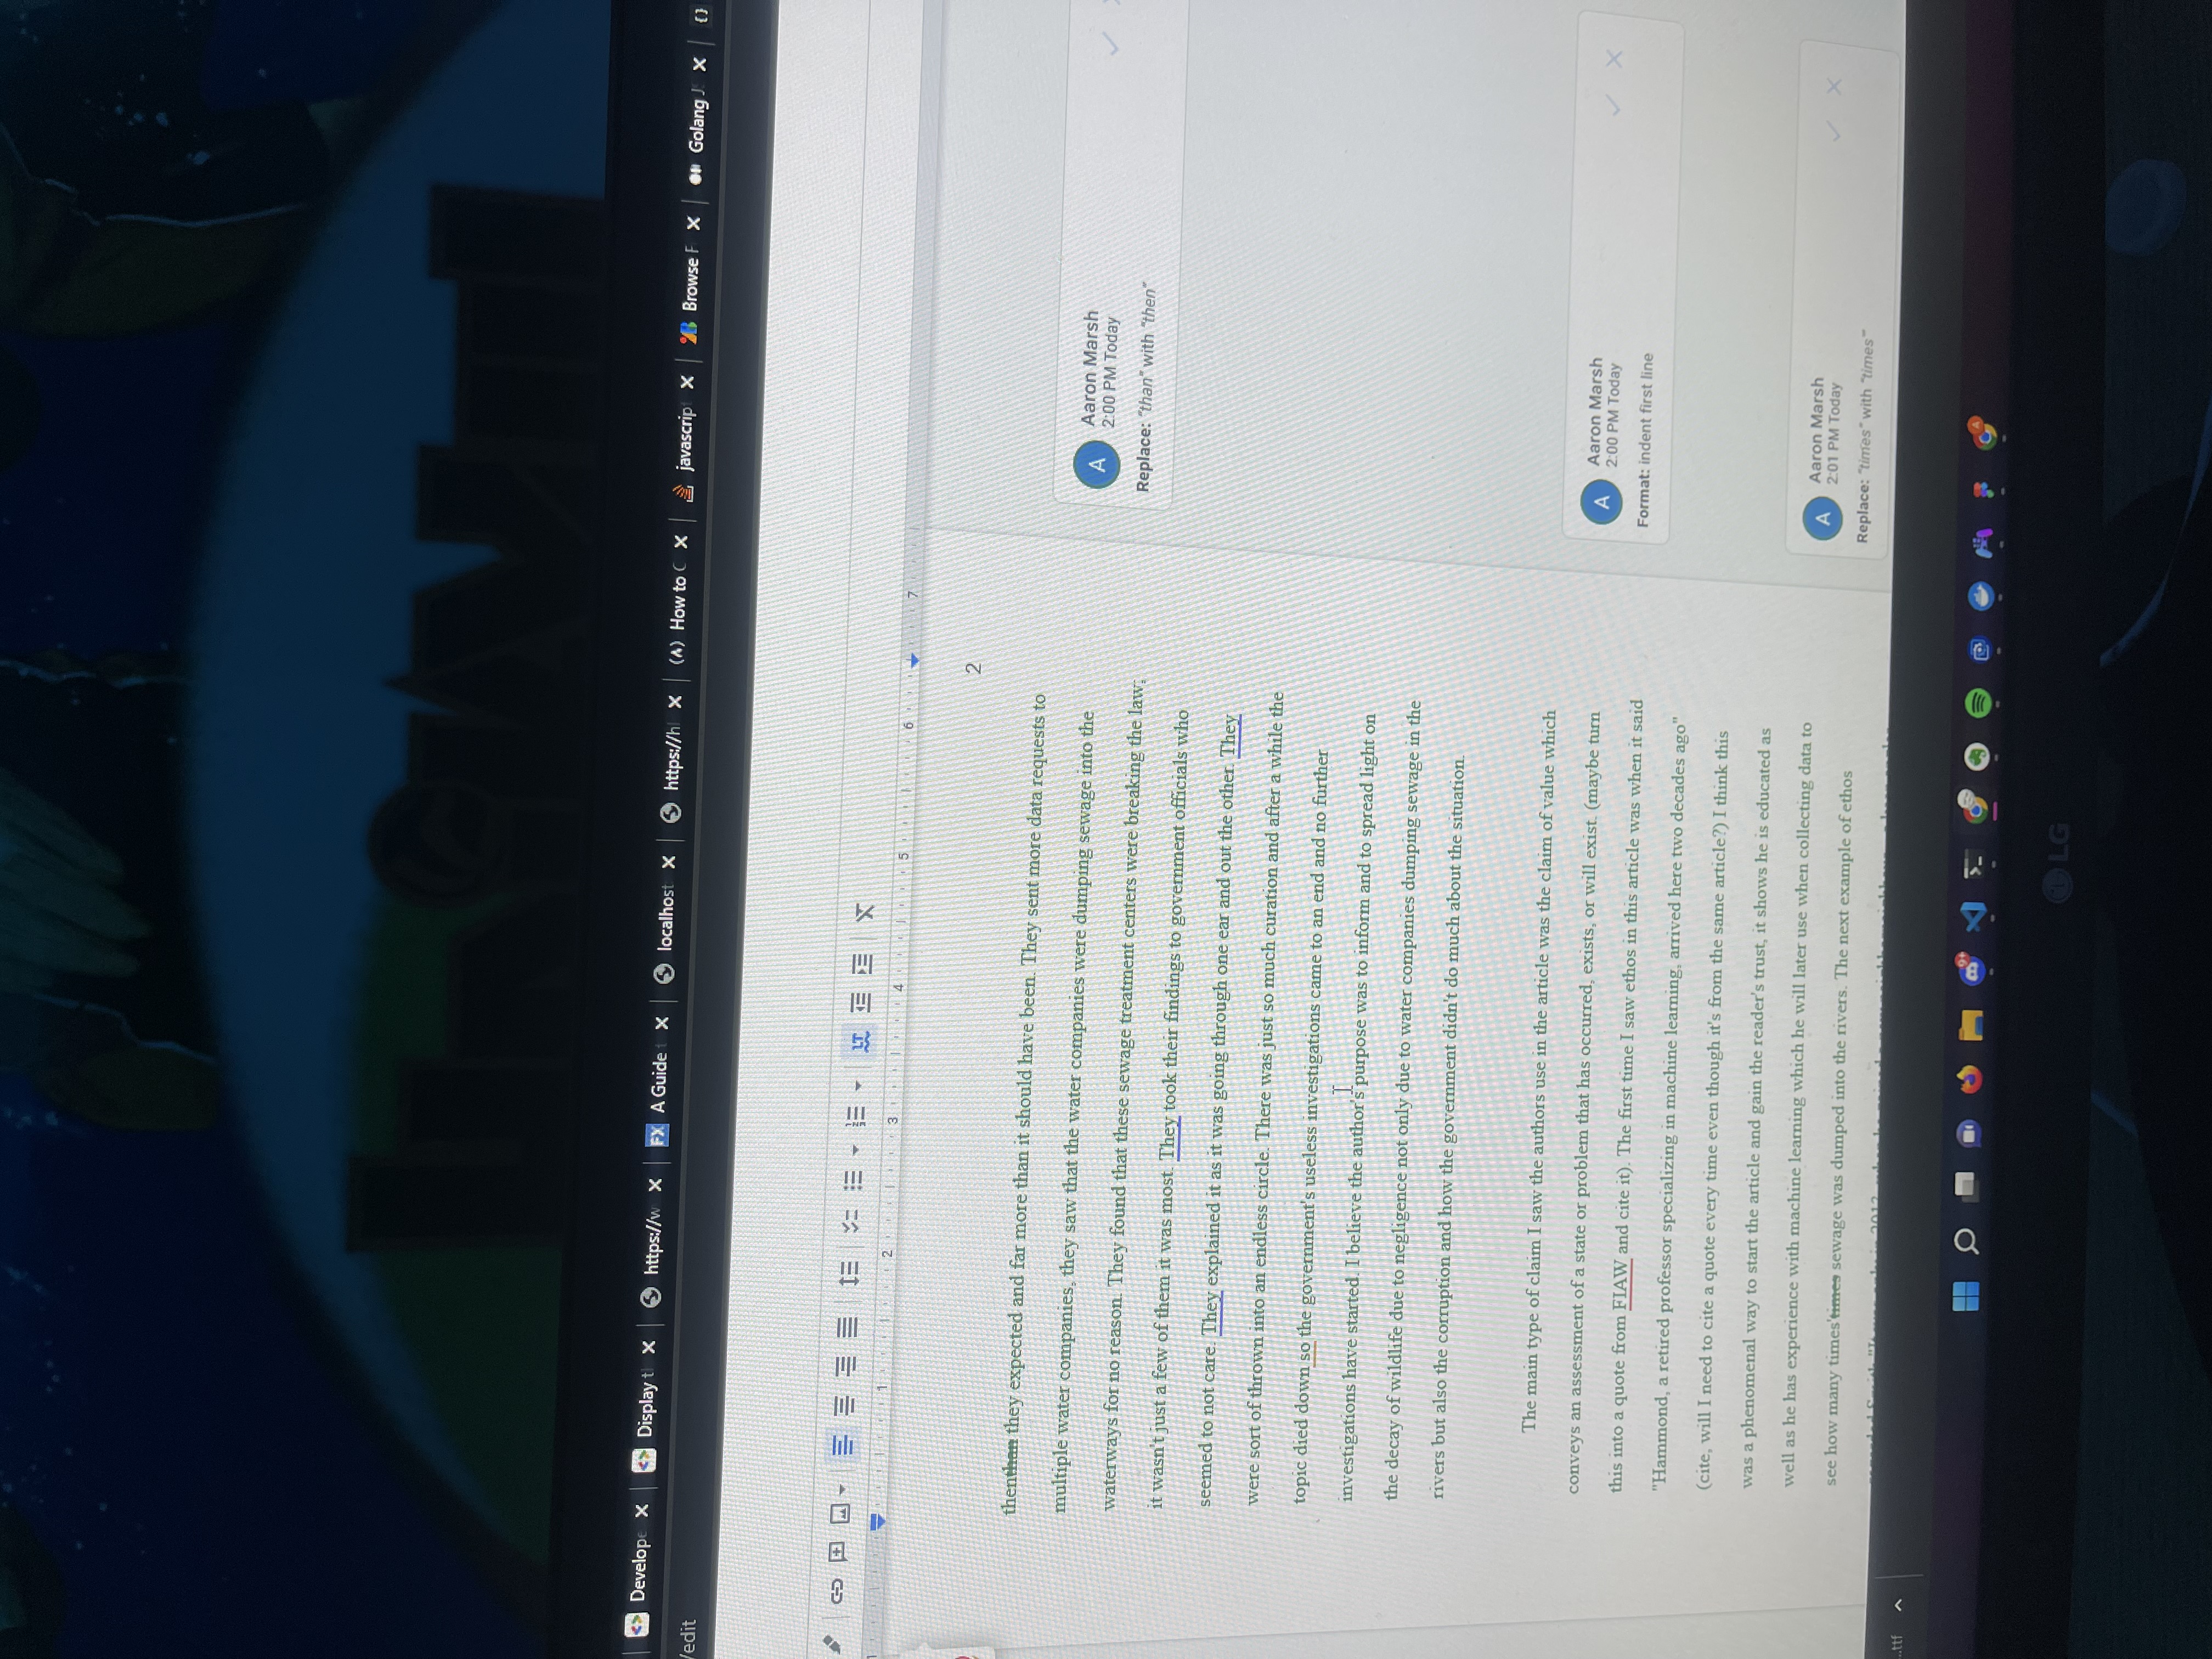 Develope
Display t
https://w
FX A Guide
localhost
https://hl
How to C
javascrip
Browse F
Golang J
/edit
1 1 2 3 4 5 6 7
2
thenthan they expected and far more than it should have been. They sent more data requests to
multiple water companies, they saw that the water companies were dumping sewage into the
waterways for no reason. They found that these sewage treatment centers were breaking the law;
it wasn't just a few of them it was most. They took their findings to government officials who
seemed to not care. They explained it as it was going through one ear and out the other. They
were sort of thrown into an endless circle. There was just so much curation and after a while the
topic died down so the government's useless investigations came to an end and no further
investigations have started. I believe the author's purpose was to inform and to spread light on
the decay of wildlife due to negligence not only due to water companies dumping sewage in the
rivers but also the corruption and how the government didn't do much about the situation.
The main type of claim I saw the authors use in the article was the claim of value which
conveys an assessment of a state or problem that has occurred, exists, or will exist. (maybe turn
this into a quote from FIAW and cite it). The first time I saw ethos in this article was when it said
"Hammond, a retired professor specializing in machine learning, arrived here two decades ago"
(cite, will I need to cite a quote every time even though it's from the same article?) I think this
was a phenomenal way to start the article and gain the reader's trust, it shows he is educated as
well as he has experience with machine learning which he will later use when collecting data to
see how many times'times sewage was dumped into the rivers. The next example of ethos
A
Aaron Marsh
2:00 PM Today
Replace: "than" with "then"
A
Aaron Marsh
2:00 PM Today
Format: indent first line
A
Aaron Marsh
2:01 PM Today
Replace: "times" with "times'"
...ttf
9+
LG